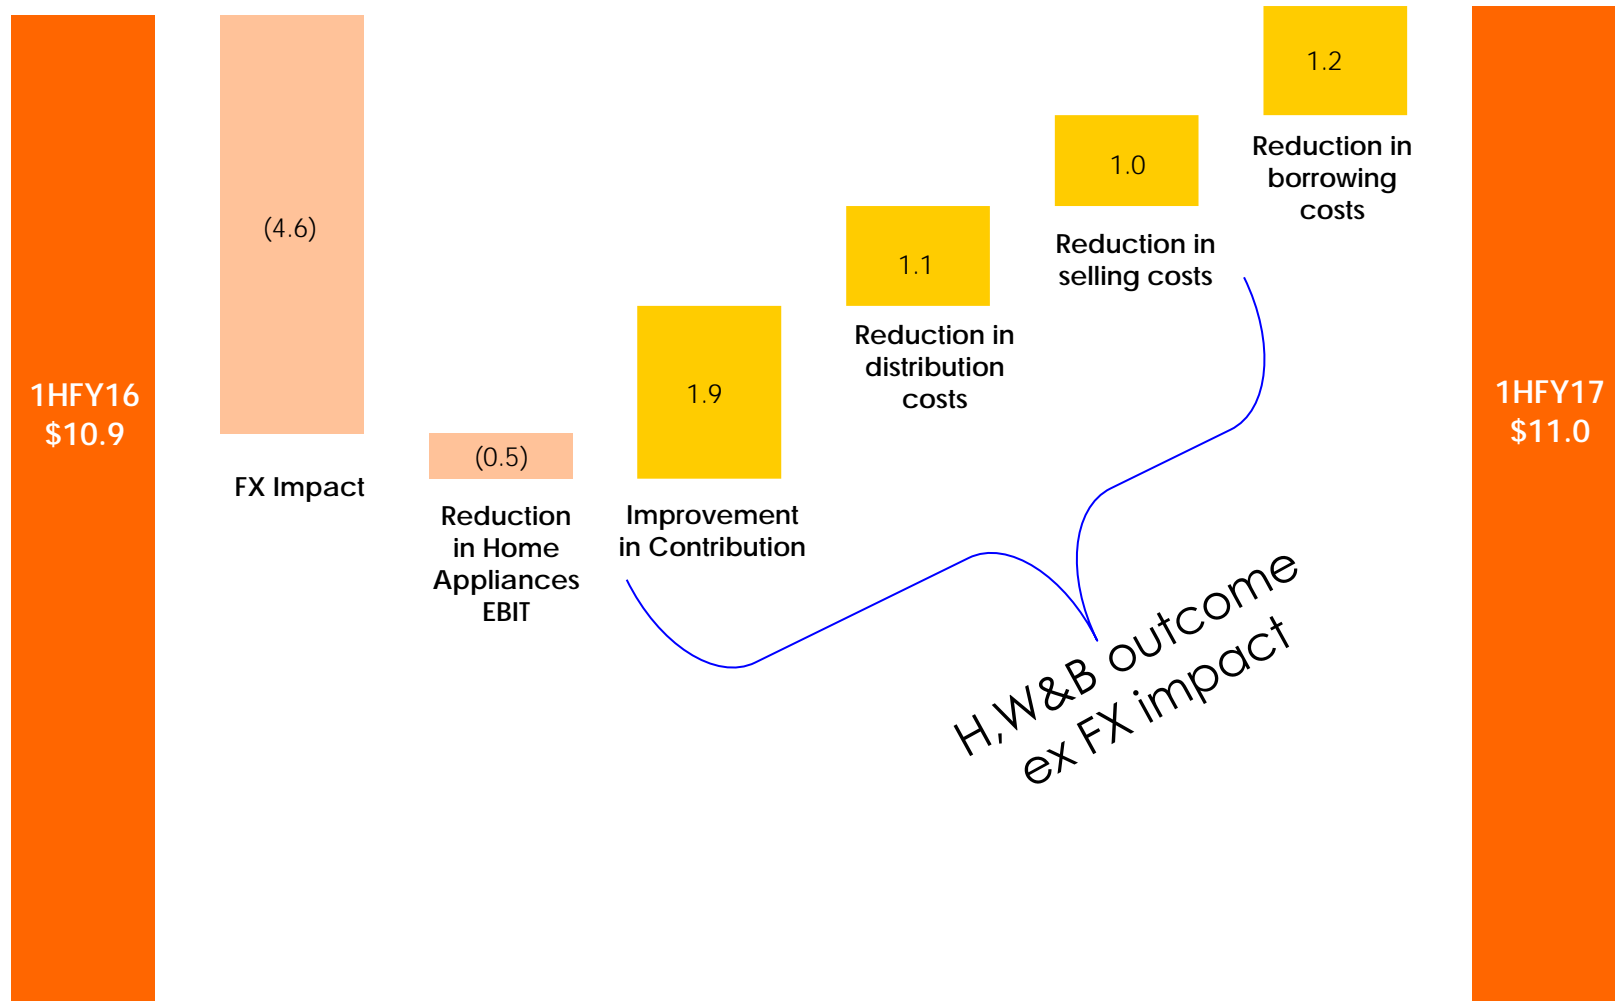 1HFY16
$10.9
(4.6)
FX Impact
(0.5)
Reduction
in Home
Appliances
EBIT
1.9
Improvement
in Contribution
1.1
Reduction in
distribution
costs
1.0
Reduction in
selling costs
1.2
Reduction in
borrowing
costs
H,W&B outcome
ex FX impact
1HFY17
$11.0